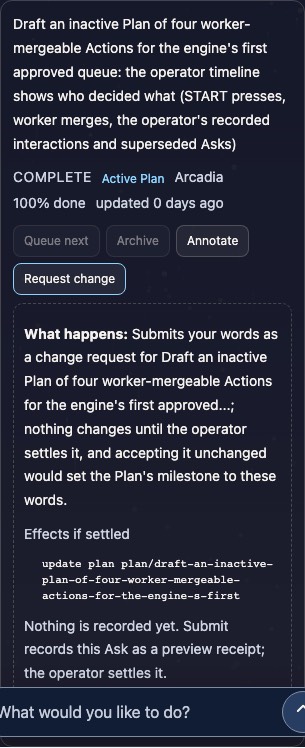 Draft an inactive Plan of four worker-
mergeable Actions for the engine's first
approved queue: the operator timeline
shows who decided what (START presses,
worker merges, the operator's recorded
interactions and superseded Asks)
COMPLETE Active Plan Arcadia
100% done updated 0 days ago
Queue next Archive Annotate
Request change
What happens: Submits your words as
a change request for Draft an inactive
Plan of four worker-mergeable Actions
for the engine's first approved...;
nothing changes until the operator
settles it, and accepting it unchanged
would set the Plan's milestone to these
words.
Effects if settled
update plan plan/draft-an-inactive-
plan-of-four-worker-mergeable-
actions-for-the-engine-s-first
Nothing is recorded yet. Submit
records this Ask as a preview receipt;
the operator settles it.
What would you like to do?